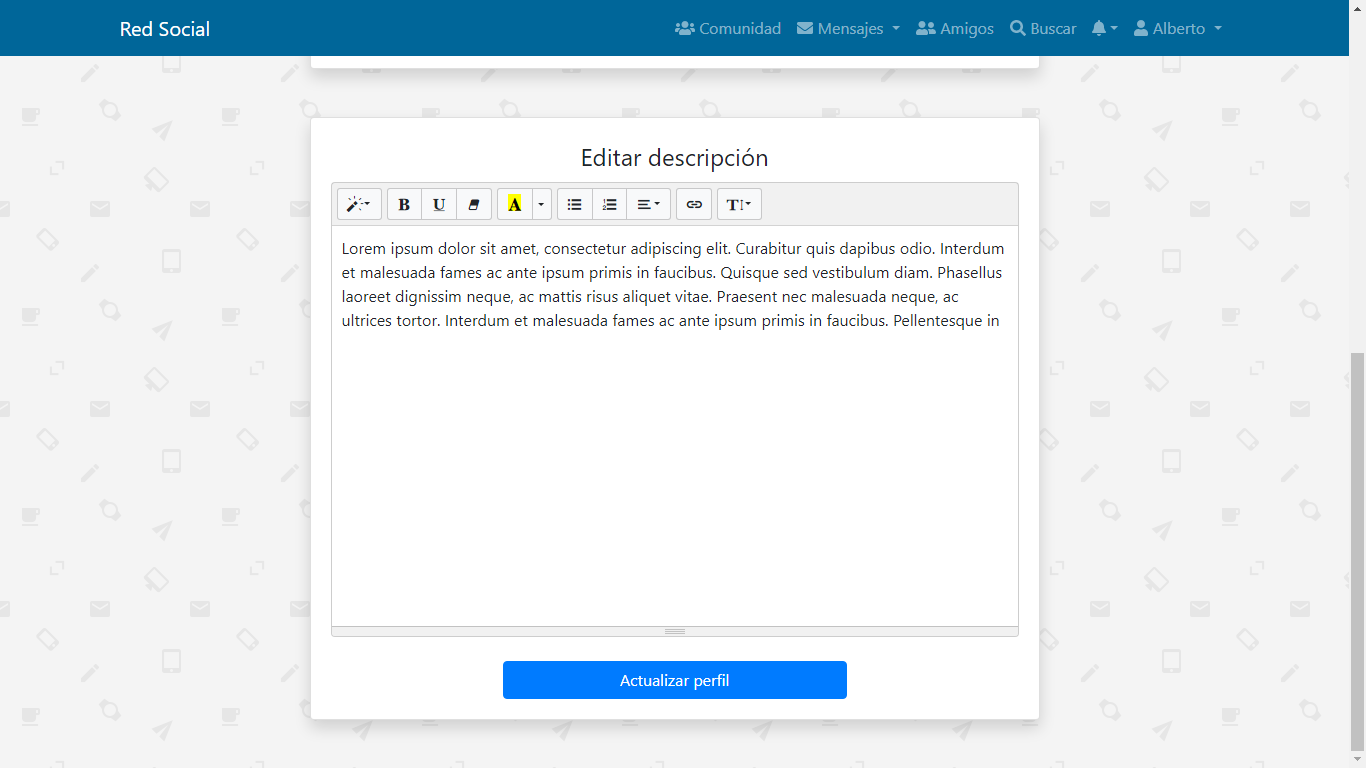 Red Social
Comunidad Mensajes Amigos Buscar Alberto
Editar descripción
B U A T
Lorem ipsum dolor sit amet, consectetur adipiscing elit. Curabitur quis dapibus odio. Interdum
et malesuada fames ac ante ipsum primis in faucibus. Quisque sed vestibulum diam. Phasellus
laoreet dignissim neque, ac mattis risus aliquet vitae. Praesent nec malesuada neque, ac
ultrices tortor. Interdum et malesuada fames ac ante ipsum primis in faucibus. Pellentesque in
Actualizar perfil